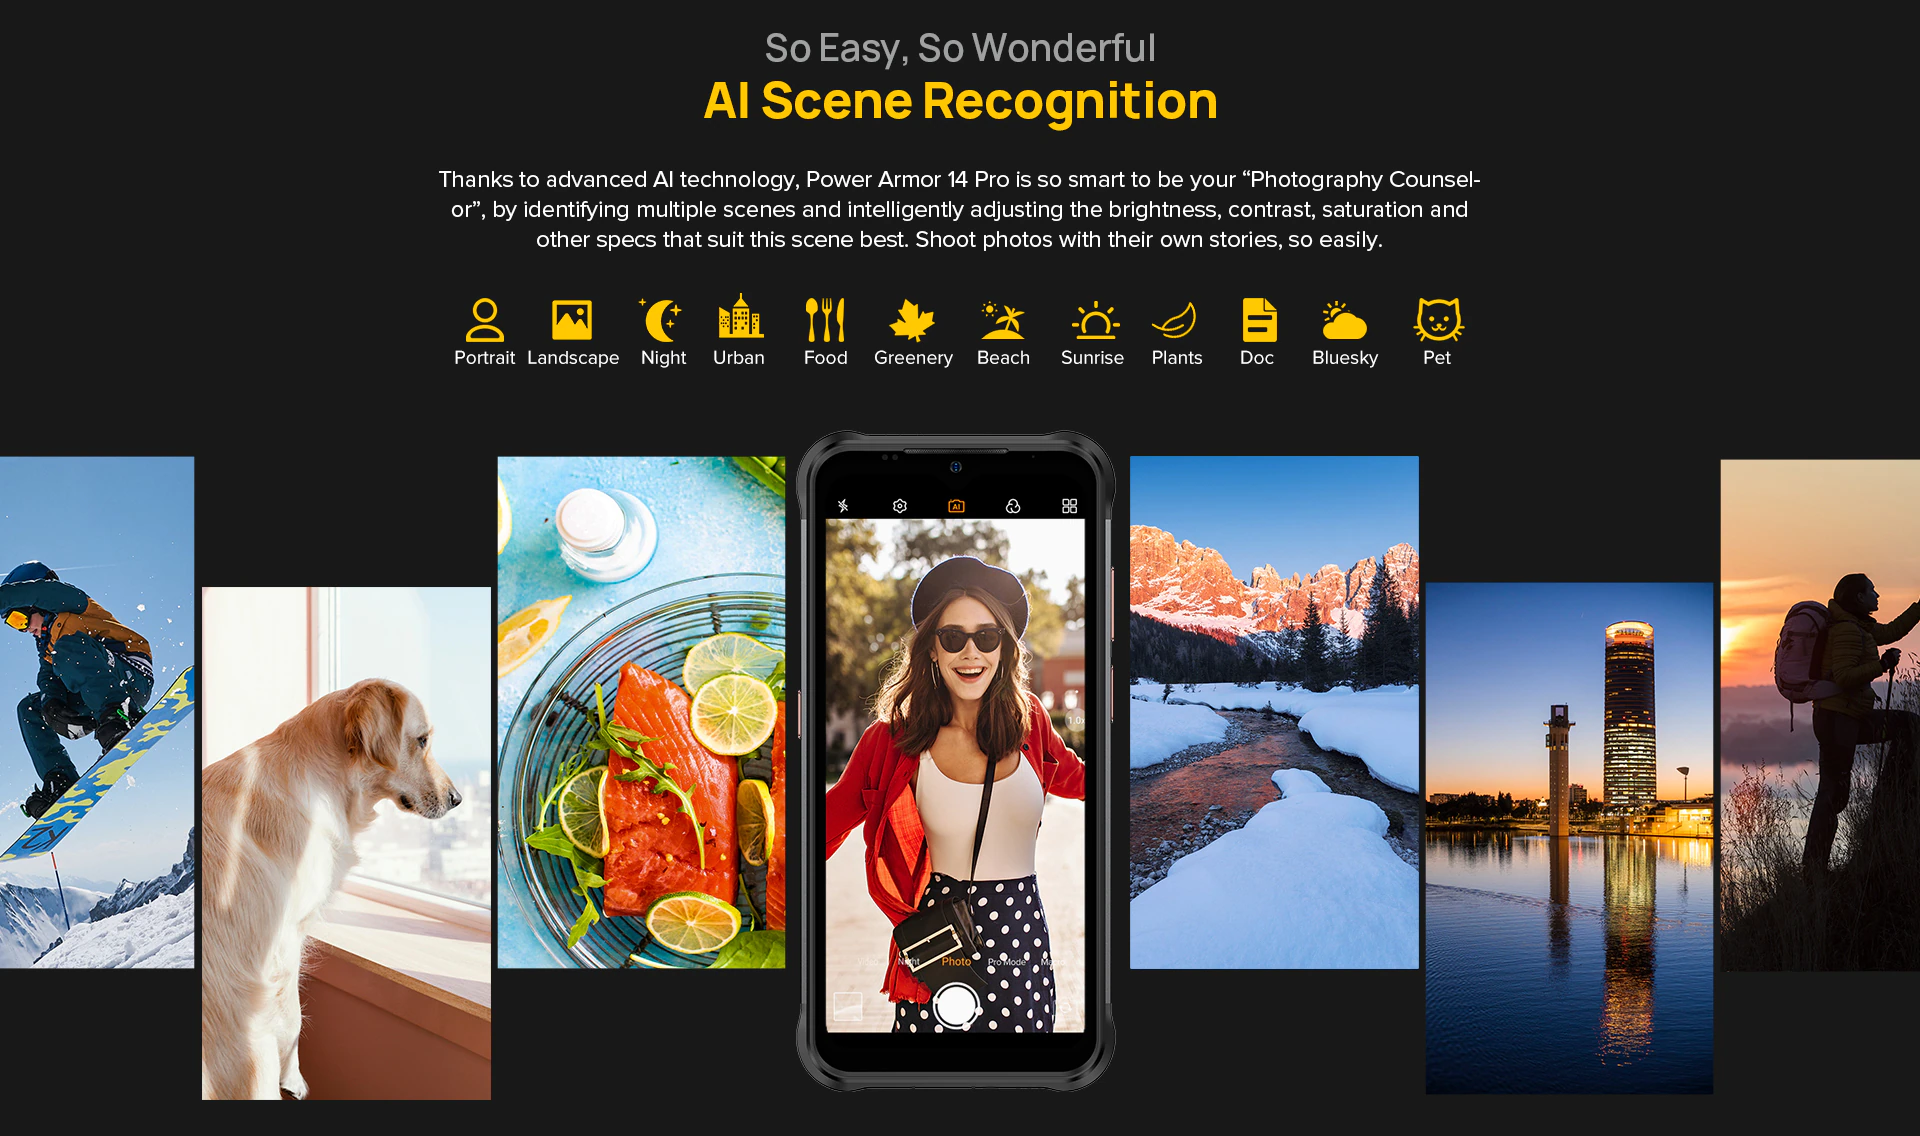 So Easy, So Wonderful
AI Scene Recognition
Thanks to advanced AI technology, Power Armor 14 Pro is so smart to be your “Photography Counsel-
or”, by identifying multiple scenes and intelligently adjusting the brightness, contrast, saturation and
other specs that suit this scene best. Shoot photos with their own stories, so easily.
Portrait Landscape Night Urban Food Greenery Beach Sunrise Plants Doc Bluesky Pet
AI
1.0x
Night Photo Pro Mode